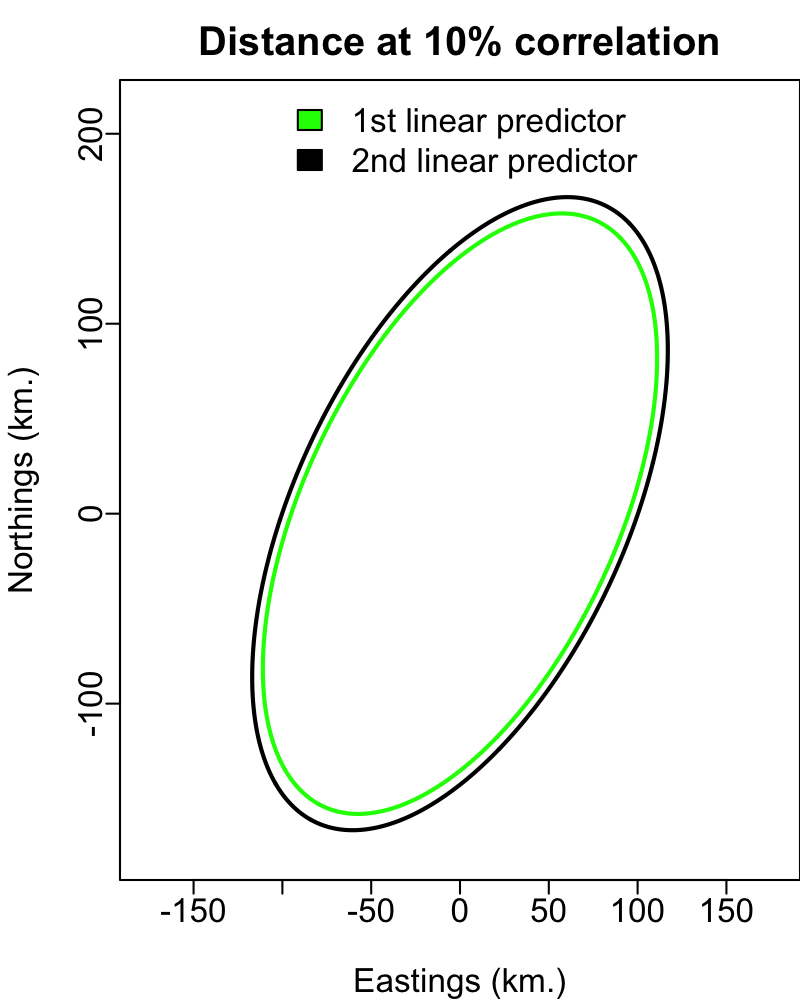 Distance at 10% correlation
1st linear predictor
2nd linear predictor
200
100
0
-100
Northings (km.)
-150 -50 0 50 100 150
Eastings (km.)